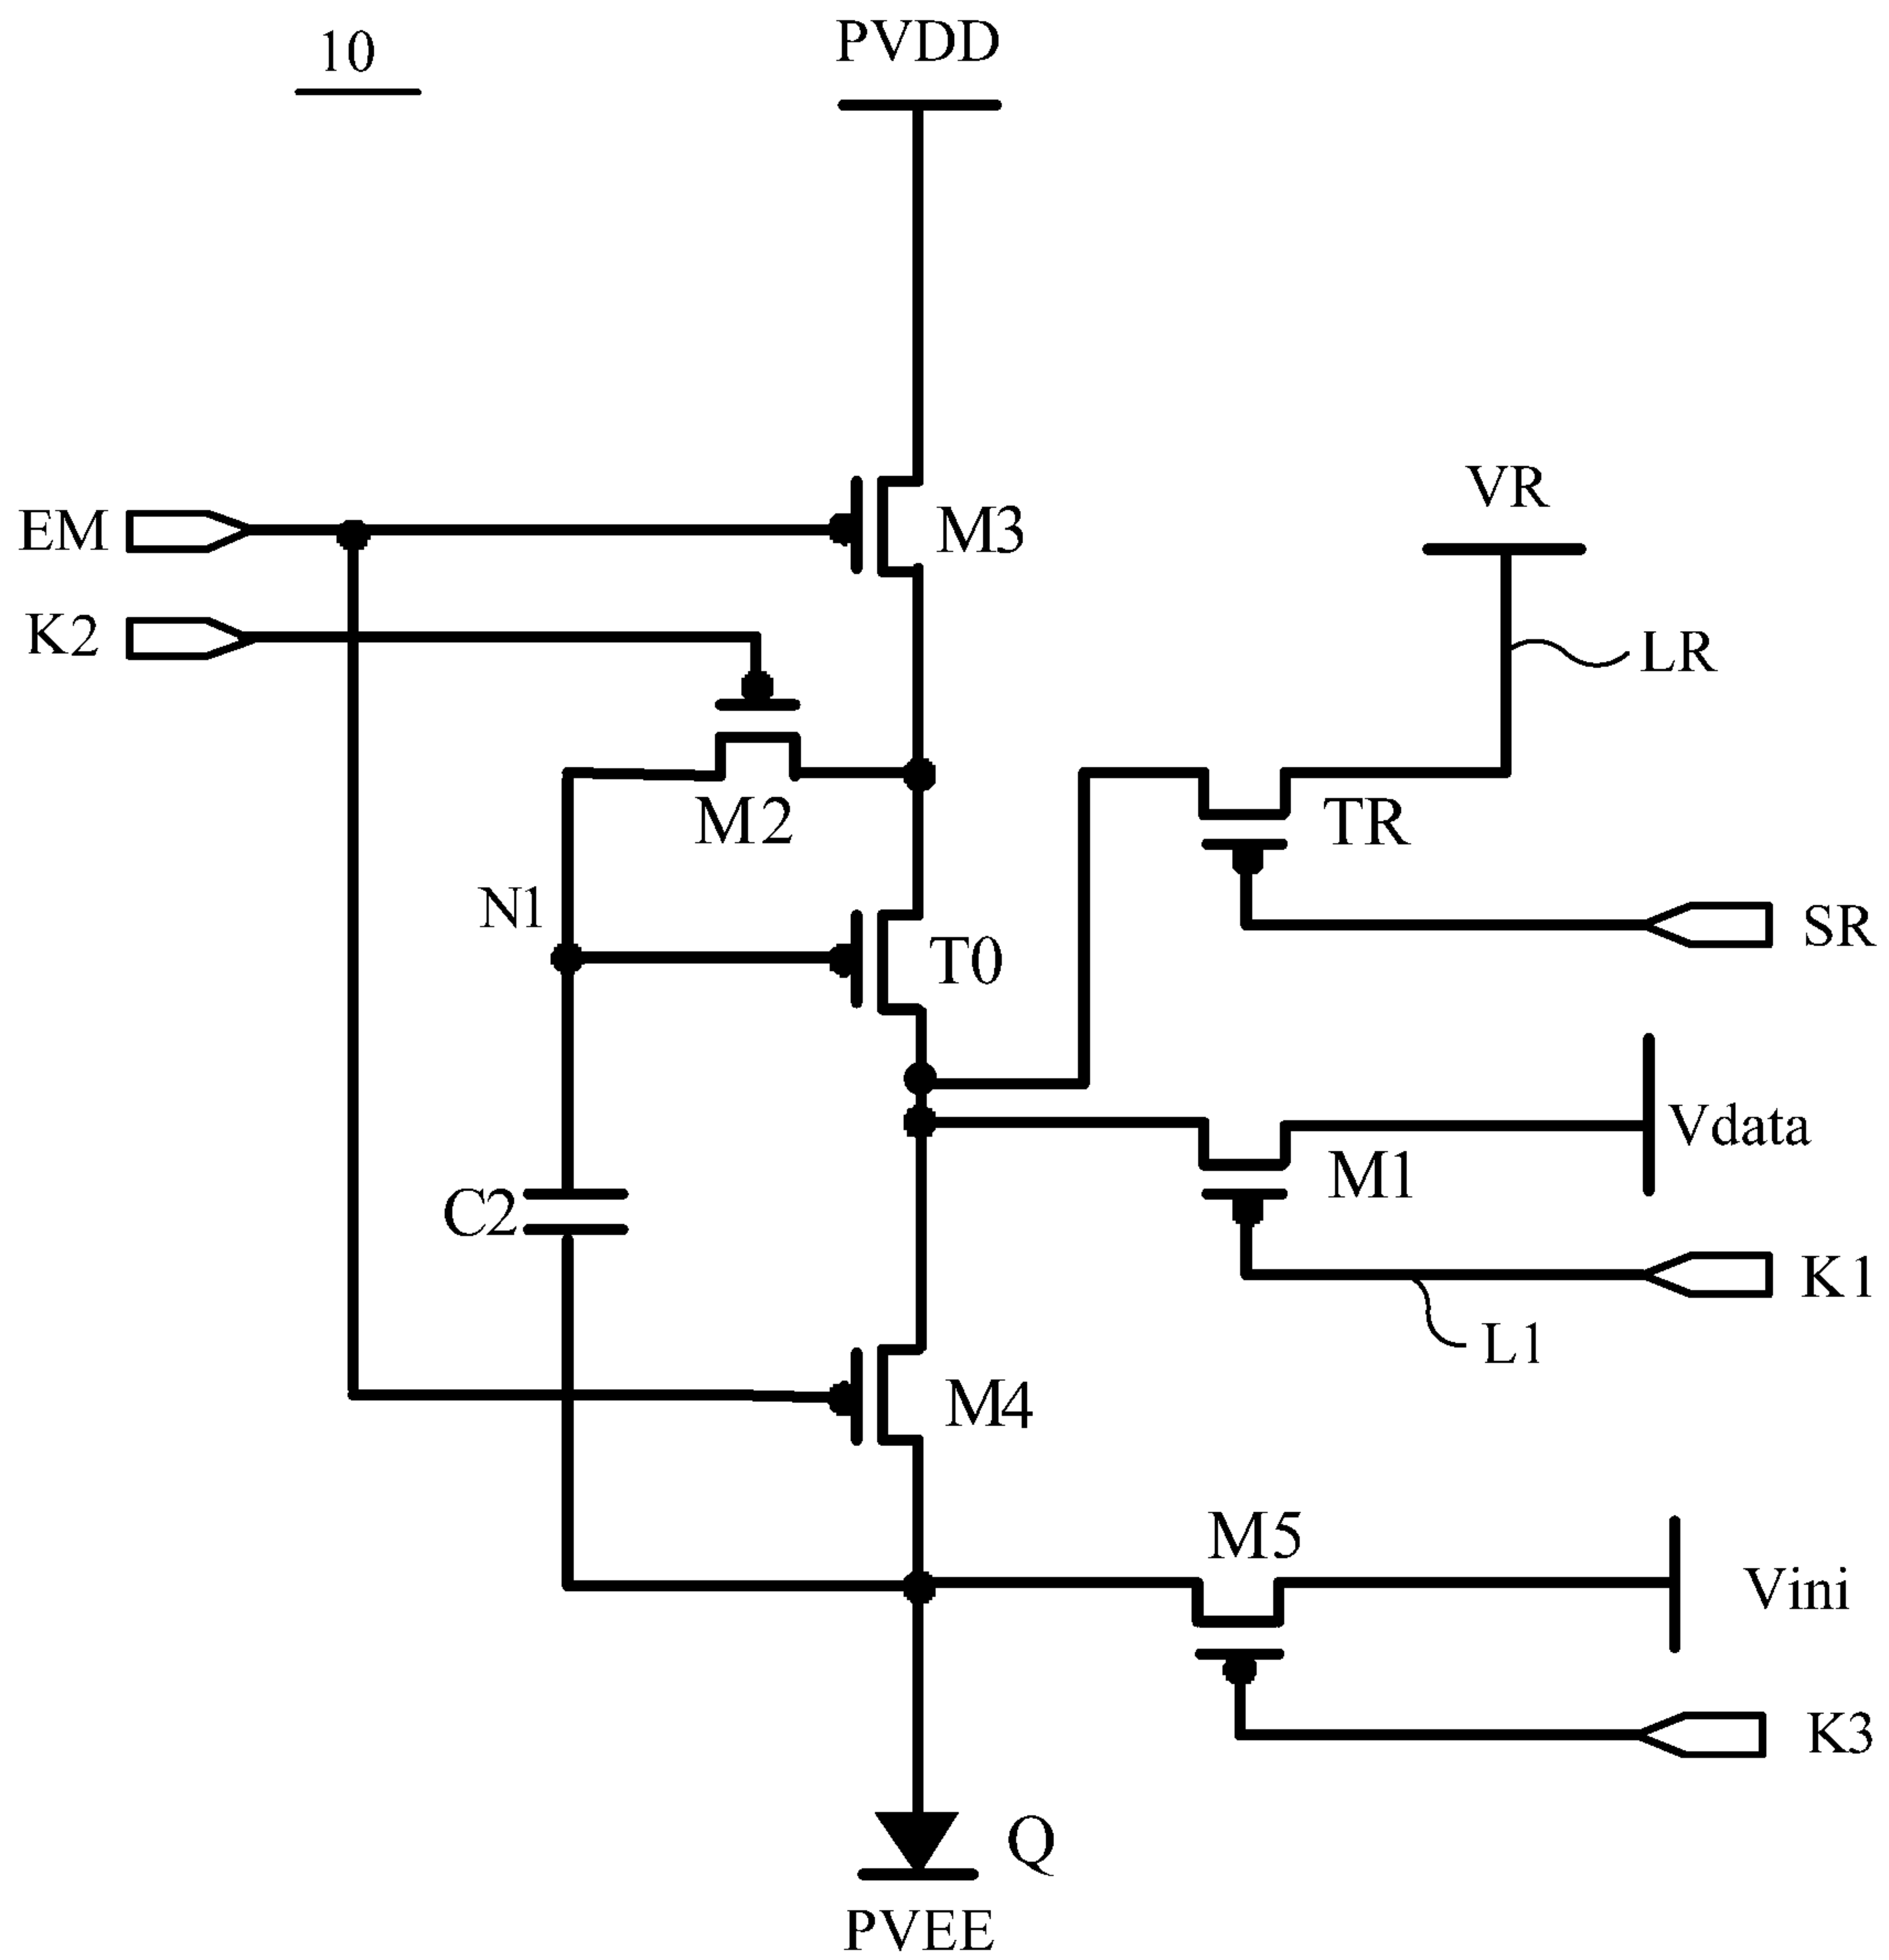 10
PVDD
EM
M3
VR
K2
LR
M2
TR
N1
SR
T0
Vdata
M1
C2
K1
L1
M4
M5
Vini
K3
Q
PVEE